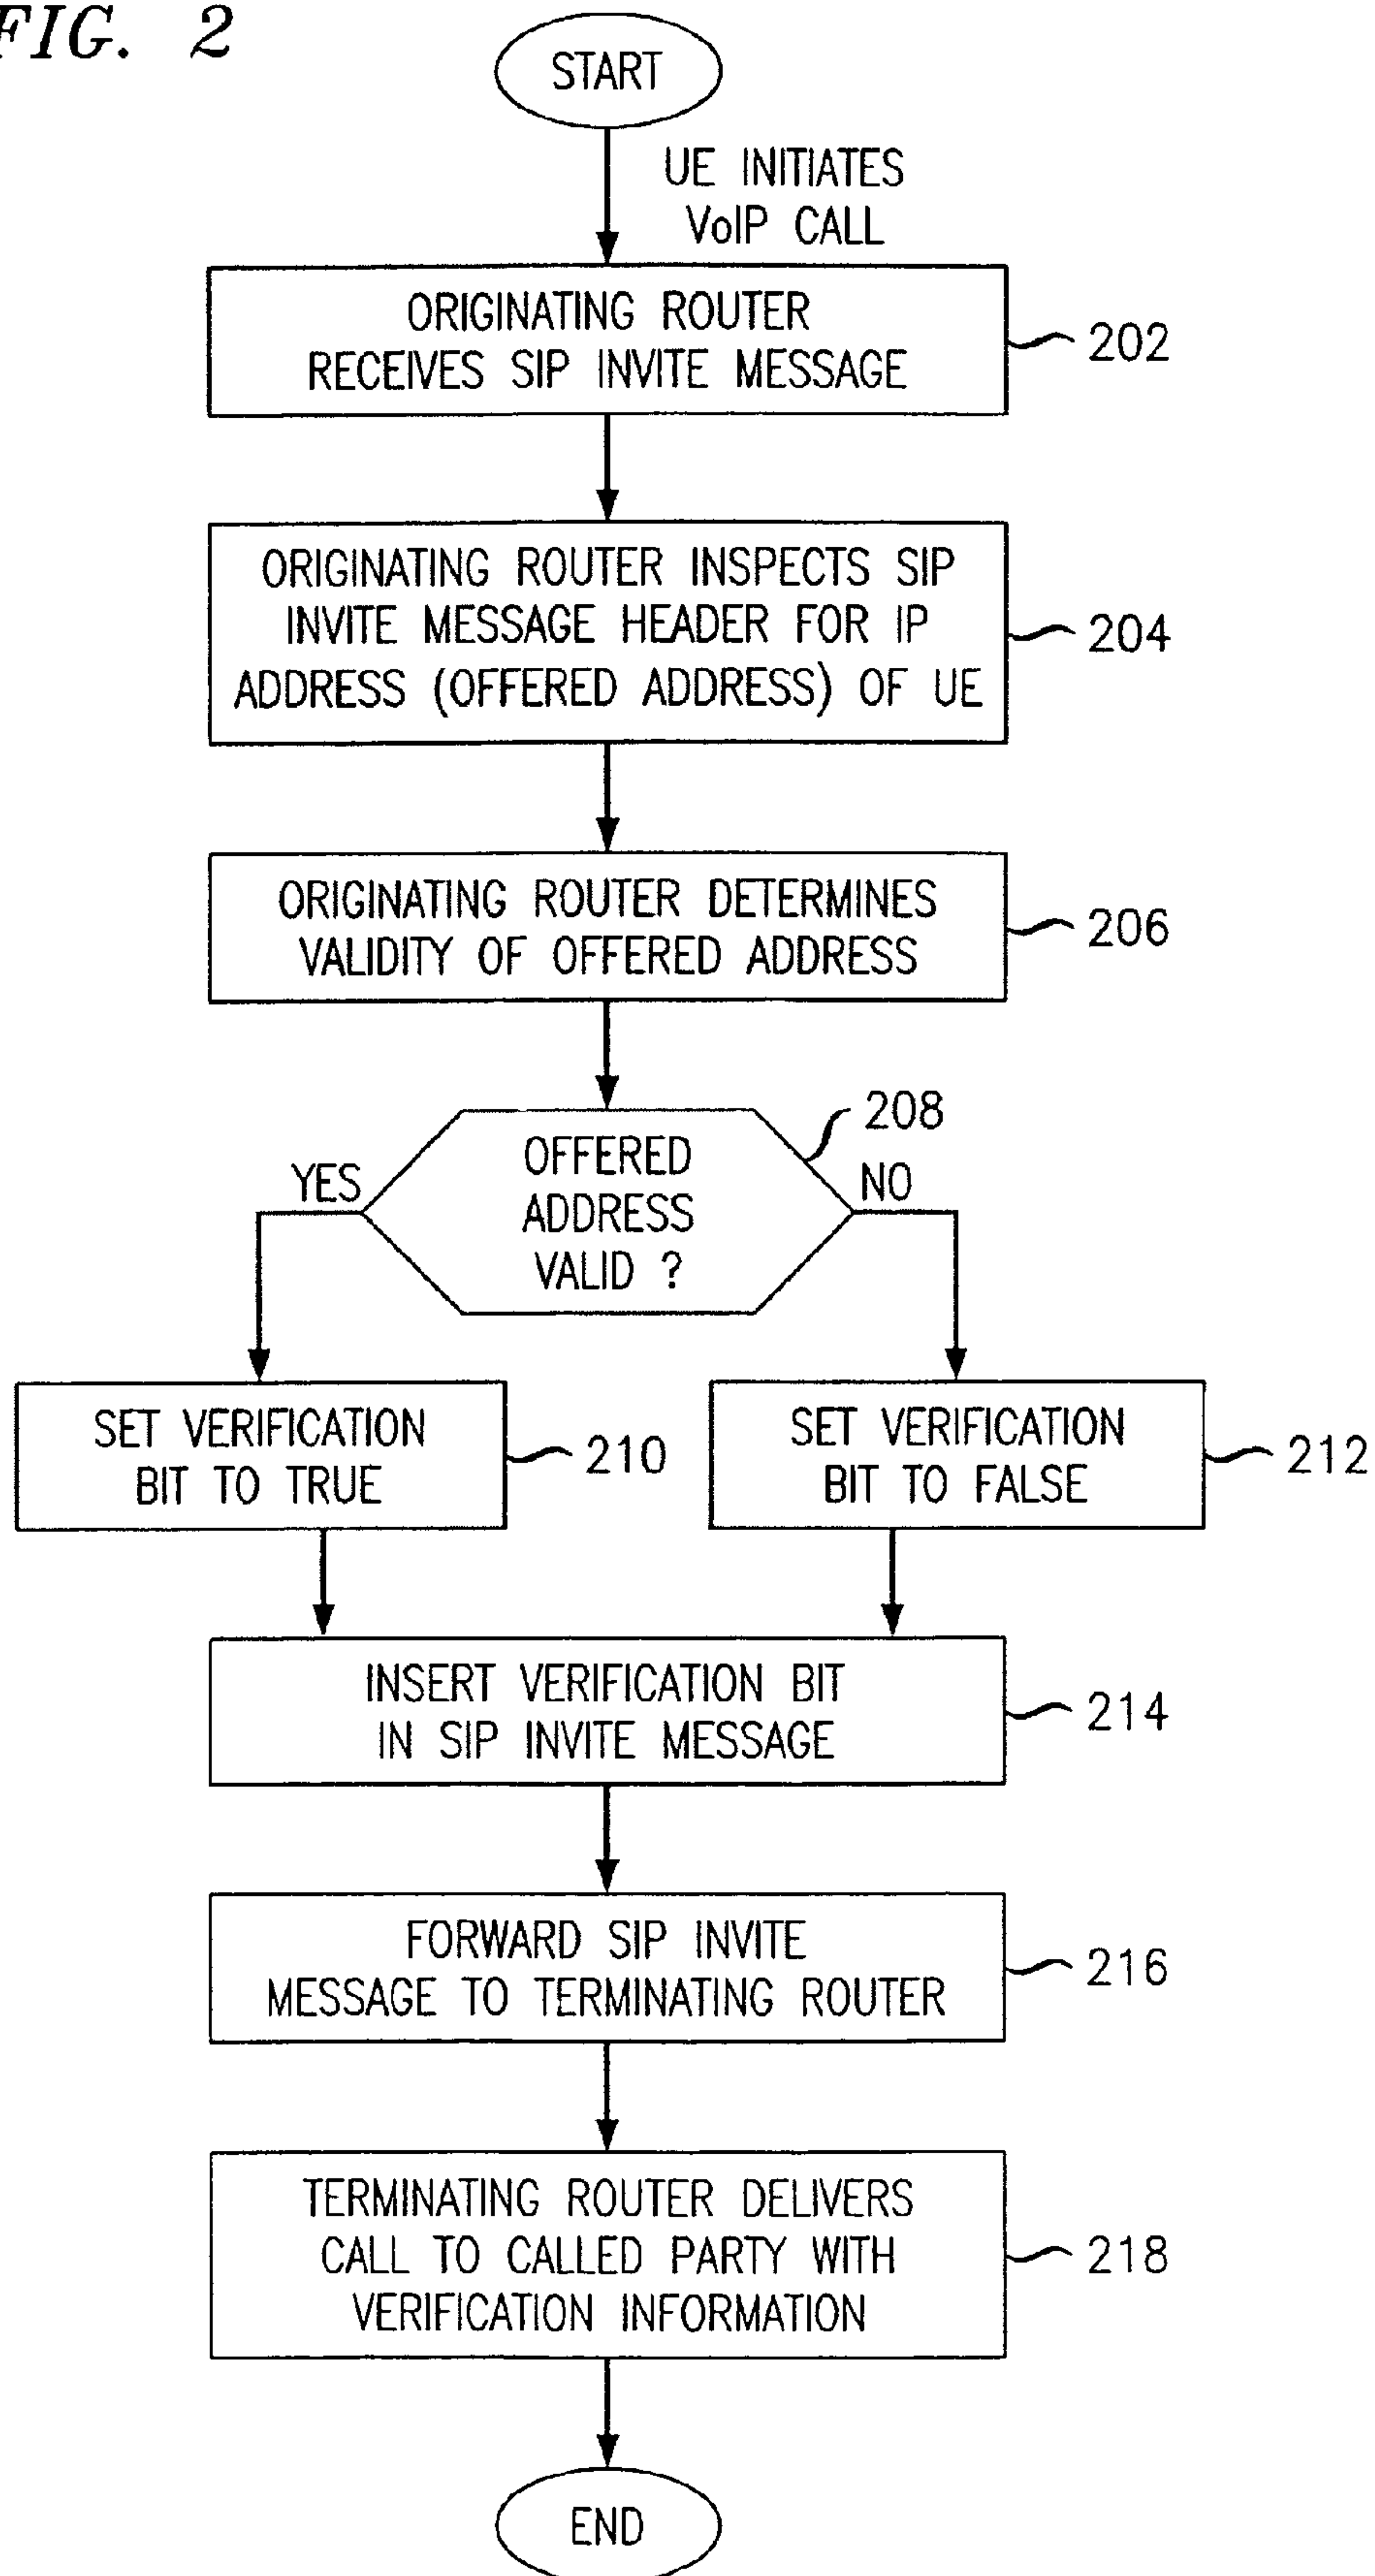 FIG. 2
START
UE INITIATES
VoIP CALL
ORIGINATING ROUTER
RECEIVES SIP INVITE MESSAGE
202
ORIGINATING ROUTER INSPECTS SIP
INVITE MESSAGE HEADER FOR IP
ADDRESS (OFFERED ADDRESS) OF UE
204
ORIGINATING ROUTER DETERMINES
VALIDITY OF OFFERED ADDRESS
206
208
OFFERED
ADDRESS
VALID ?
YES
NO
SET VERIFICATION
BIT TO TRUE
210
SET VERIFICATION
BIT TO FALSE
212
INSERT VERIFICATION BIT
IN SIP INVITE MESSAGE
214
FORWARD SIP INVITE
MESSAGE TO TERMINATING ROUTER
216
TERMINATING ROUTER DELIVERS
CALL TO CALLED PARTY WITH
VERIFICATION INFORMATION
218
END